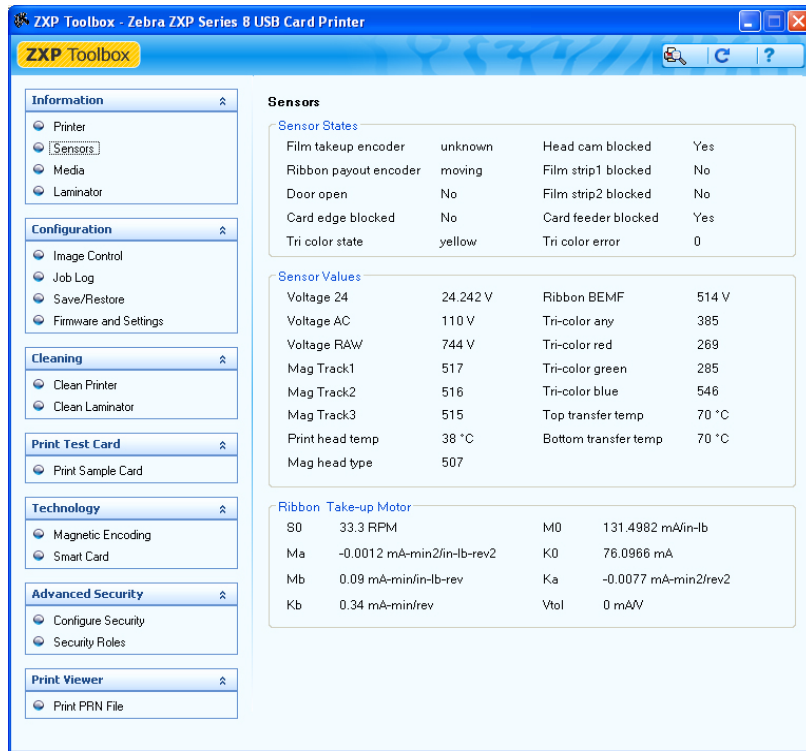 ZXP Toolbox - Zebra ZXP Series 8 USB Card Printer
ZXP Toolbox
?
Information
Printer
Sensors
Media
Laminator
Configuration
Image Control
Job Log
Save/Restore
Firmware and Settings
Cleaning
Clean Printer
Clean Laminator
Print Test Card
Print Sample Card
Technology
Magnetic Encoding
Smart Card
Advanced Security
Configure Security
Security Roles
Print Viewer
Print PRN File
Sensors
Sensor States
Film takeup encoder unknown Head cam blocked Yes
Ribbon payout encoder moving Film strip1 blocked No
Door open No Film strip2 blocked No
Card edge blocked No Card feeder blocked Yes
Tri color state yellow Tri color error 0
Sensor Values
Voltage 24 24.242 V Ribbon BEMF 514 V
Voltage AC 110 V Tri-color any 385
Voltage RAW 744 V Tri-color red 269
Mag Track1 517 Tri-color green 285
Mag Track2 516 Tri-color blue 546
Mag Track3 515 Top transfer temp 70 °C
Print head temp 38 °C Bottom transfer temp 70 °C
Mag head type 507
Ribbon Take-up Motor
S0 33.3 RPM M0 131.4982 mA/in-lb
Ma -0.0012 mA-min2/in-lb-rev2 K0 76.0966 mA
Mb 0.09 mA-min/in-lb-rev Ka -0.0077 mA-min2/rev2
Kb 0.34 mA-min/rev Vtol 0 mA/V